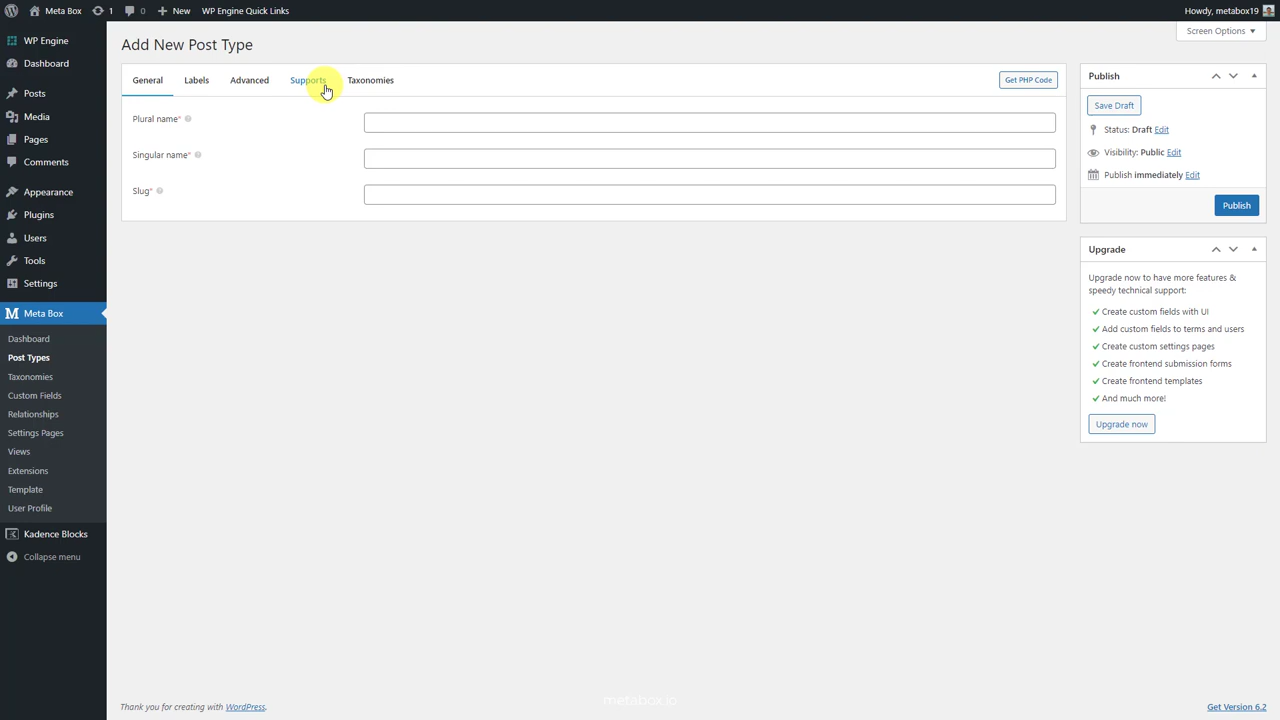 Meta Box
1
0
New
WP Engine Quick Links
Howdy, metabox19
Screen Options
Add New Post Type
WP Engine
Dashboard
Posts
Media
Pages
Comments
Appearance
Plugins
Users
Tools
Settings
Meta Box
Dashboard
Post Types
Taxonomies
Custom Fields
Relationships
Settings Pages
Views
Extensions
Template
User Profile
Kadence Blocks
Collapse menu
General
Labels
Advanced
Supports
Taxonomies
Get PHP Code
Plural name*
Singular name*
Slug*
Publish
Save Draft
Status: Draft Edit
Visibility: Public Edit
Publish immediately Edit
Publish
Upgrade
Upgrade now to have more features &
speedy technical support:
Create custom fields with UI
Add custom fields to terms and users
Create custom settings pages
Create frontend submission forms
Create frontend templates
And much more!
Upgrade now
metabox.io
Thank you for creating with WordPress.
Get Version 6.2